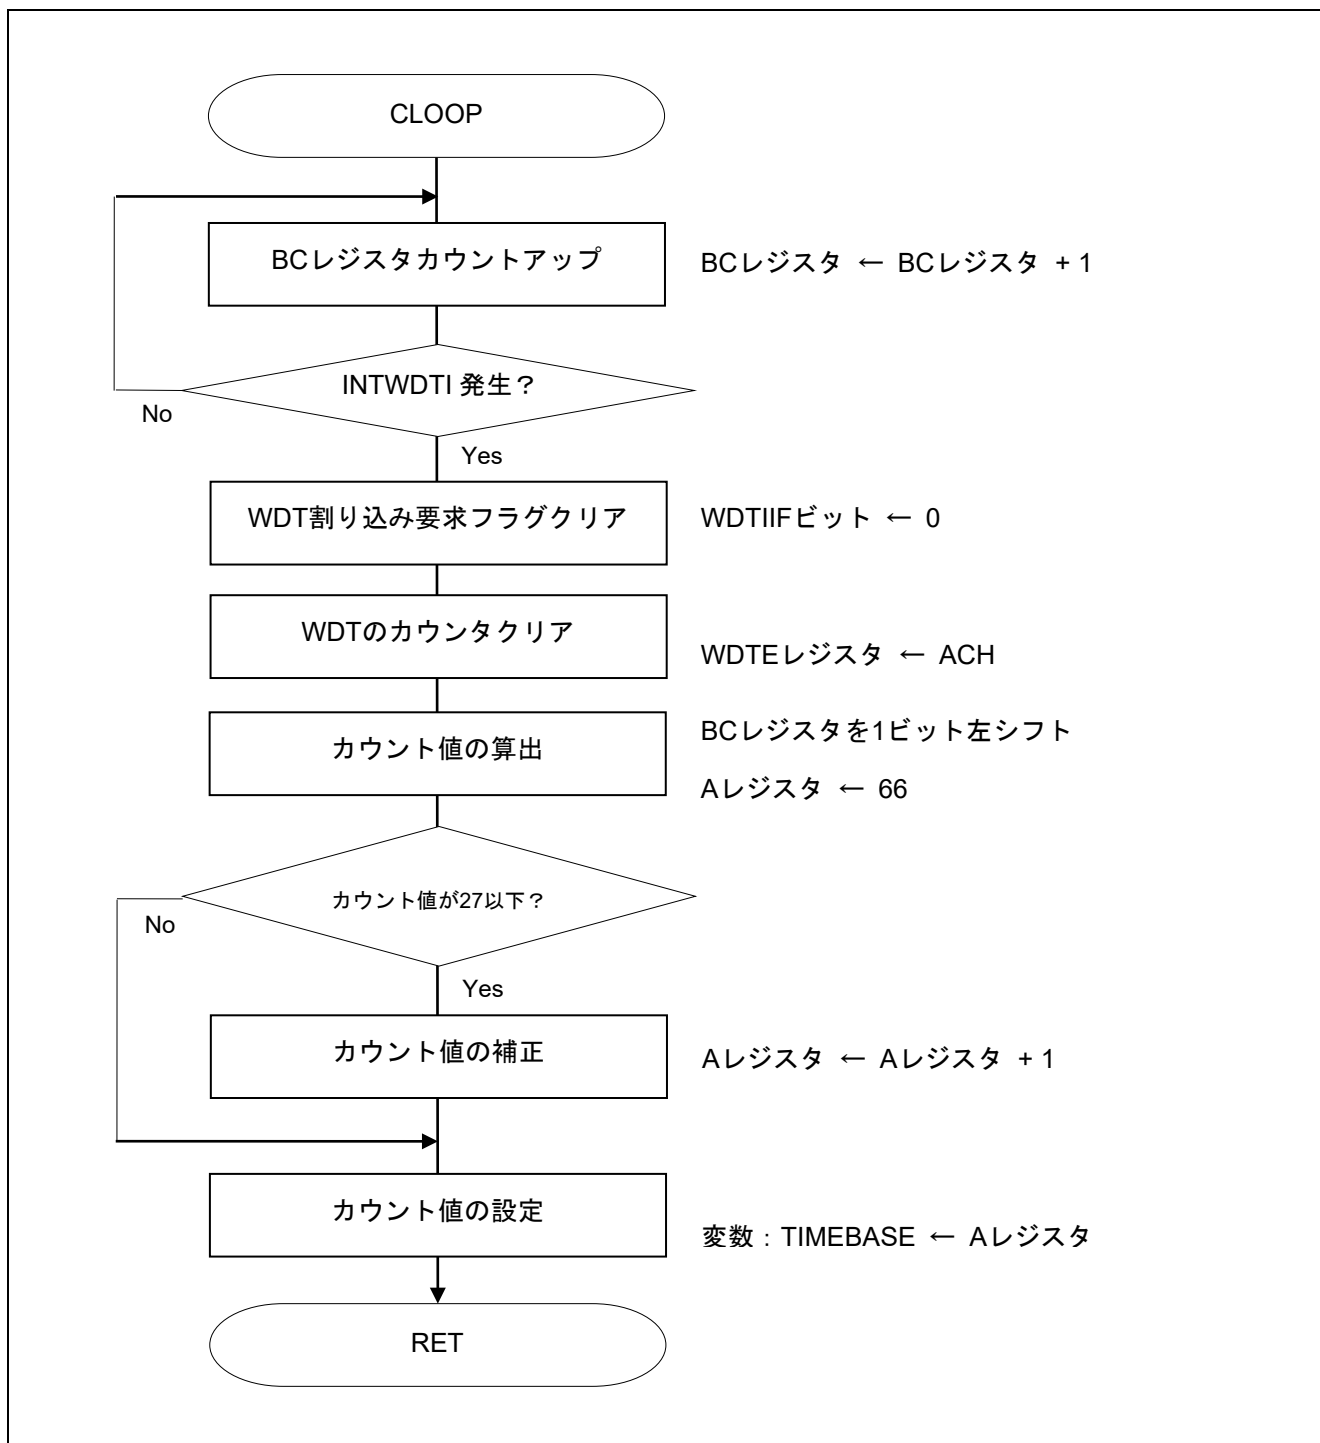 CLOOP
BCレジスタカウントアップ
BCレジスタ ← BCレジスタ + 1
INTWDTI 発生？
No
Yes
WDT割り込み要求フラグクリア
WDTIIFビット ← 0
WDTのカウンタクリア
WDTEレジスタ ← ACH
カウント値の算出
BCレジスタを1ビット左シフト
Aレジスタ ← 66
カウント値が27以下？
No
Yes
カウント値の補正
Aレジスタ ← Aレジスタ + 1
カウント値の設定
変数：TIMEBASE ← Aレジスタ
RET